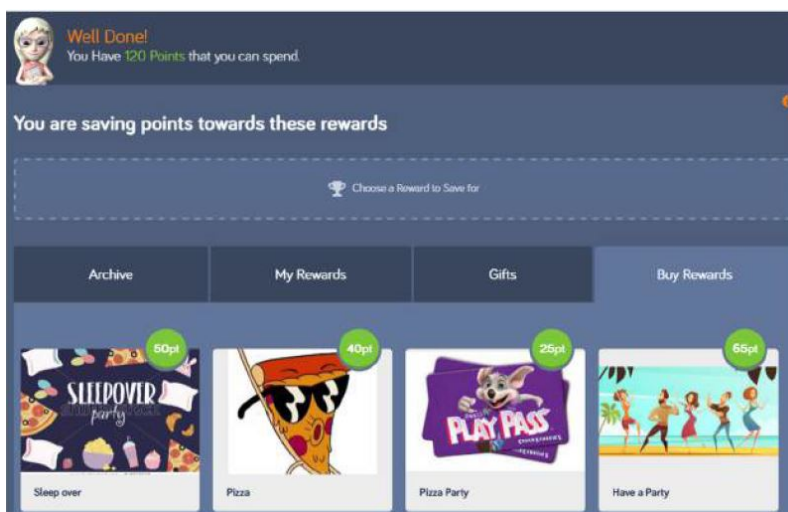 Well Done!
You Have 120 Points that you can spend.
You are saving points towards these rewards
Choose a Reward to Save for
Archive
My Rewards
Gifts
Buy Rewards
50pt
40pt
25pt
65pt
SLEEPOVER
party
PLAY PASS
Sleep over
Pizza
Pizza Party
Have a Party